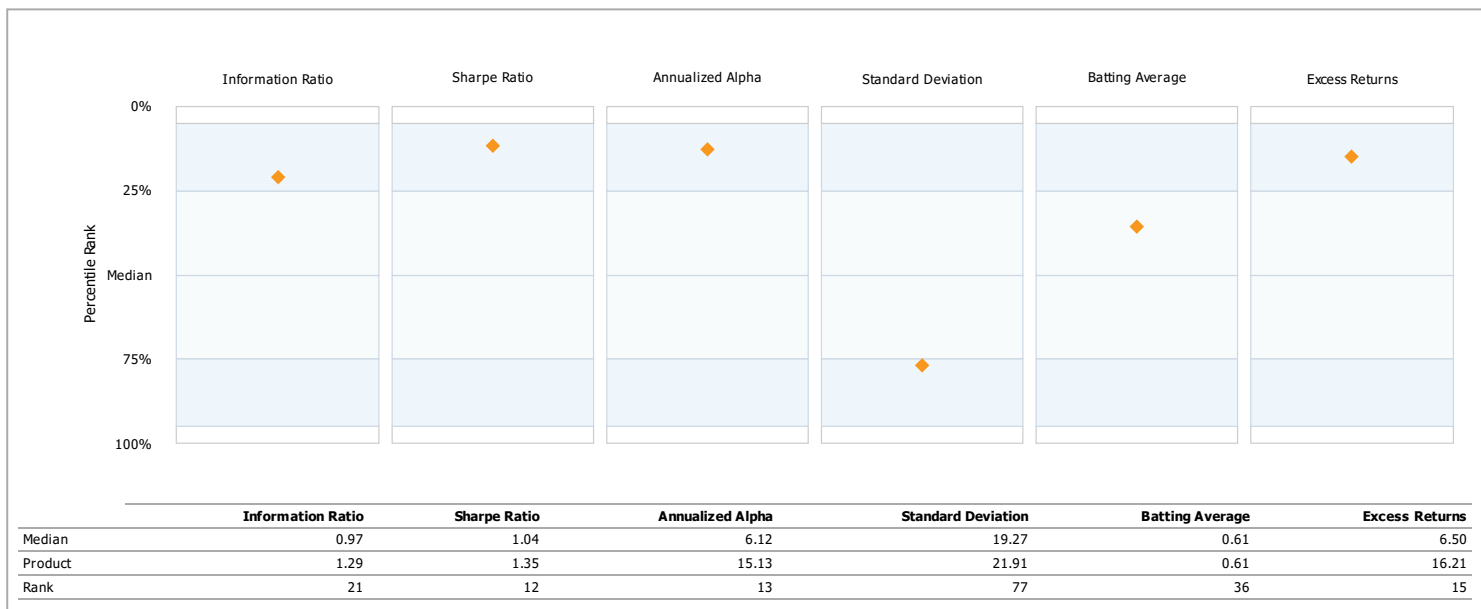 Information Ratio Sharpe Ratio Annualized Alpha Standard Deviation Batting Average Excess Returns
0%
25%
Percentile Rank
Median
75%
100%
Information Ratio Sharpe Ratio Annualized Alpha Standard Deviation Batting Average Excess Returns
Median 0.97 1.04 6.12 19.27 0.61 6.50
Product 1.29 1.35 15.13 21.91 0.61 16.21
Rank 21 12 13 77 36 15